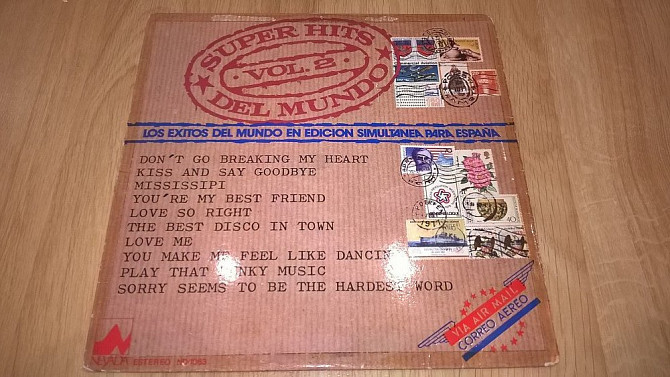 SUPER HITS
VOL. 2
DEL MUNDO
LOS EXITOS DEL MUNDO EN EDICION SIMULTANEA PARA ESPAÑA
DON'T GO BREAKING MY HEART
KISS AND SAY GOODBYE
MISSISSIPI
YOU'RE MY BEST FRIEND
LOVE SO RIGHT
THE BEST DISCO IN TOWN
LOVE ME
YOU MAKE ME FEEL LIKE DANCING
PLAY THAT FUNKY MUSIC
SORRY SEEMS TO BE THE HARDEST WORD
VIA AIR MAIL
CORREO AEREO
ESTEREO